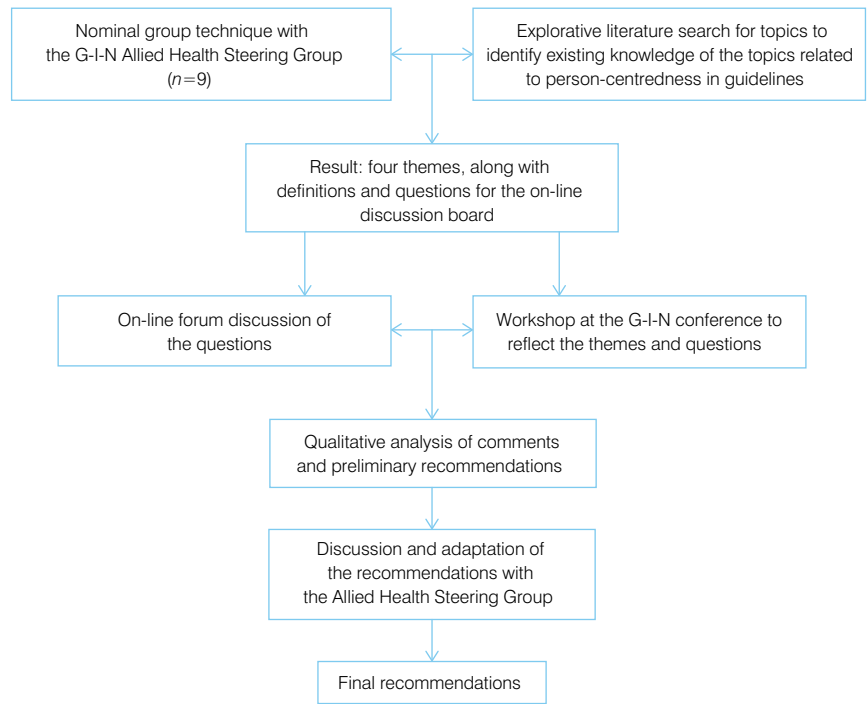 Nominal group technique with
the G-I-N Allied Health Steering Group
(n=9)
Explorative literature search for topics to
identify existing knowledge of the topics related
to person-centredness in guidelines
Result: four themes, along with
definitions and questions for the on-line
discussion board
On-line forum discussion of
the questions
Workshop at the G-I-N conference to
reflect the themes and questions
Qualitative analysis of comments
and preliminary recommendations
Discussion and adaptation of
the recommendations with
the Allied Health Steering Group
Final recommendations